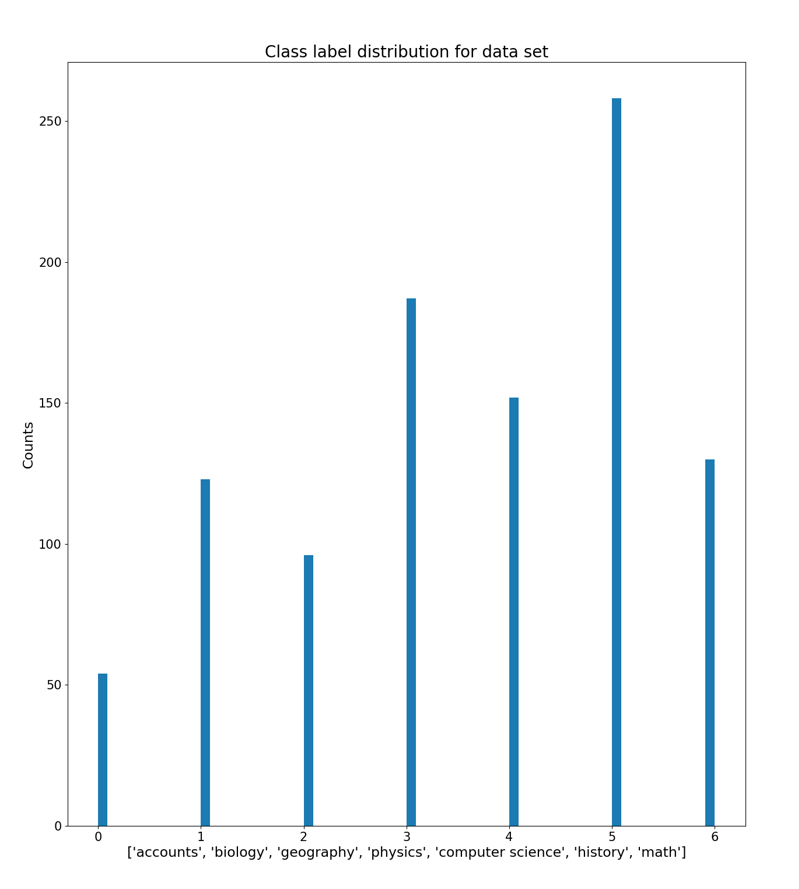 Class label distribution for data set
250
200
150
100
50
0
Counts
0 1 2 3 4 5 6
['accounts', 'biology', 'geography', 'physics', 'computer science', 'history', 'math']